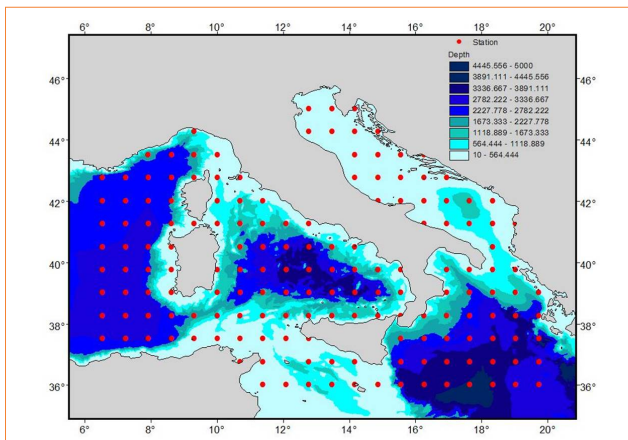 6° 8° 10° 12° 14° 16° 18° 20°
Station
Depth
4445.556 - 5000
3891.111 - 4445.556
3336.667 - 3891.111
2782.222 - 3336.667
2227.778 - 2782.222
1673.333 - 2227.778
1118.889 - 1673.333
564.444 - 1118.889
10 - 564.444
46° 46°
44° 44°
42° 42°
40° 40°
38° 38°
36° 36°
6° 8° 10° 12° 14° 16° 18° 20°